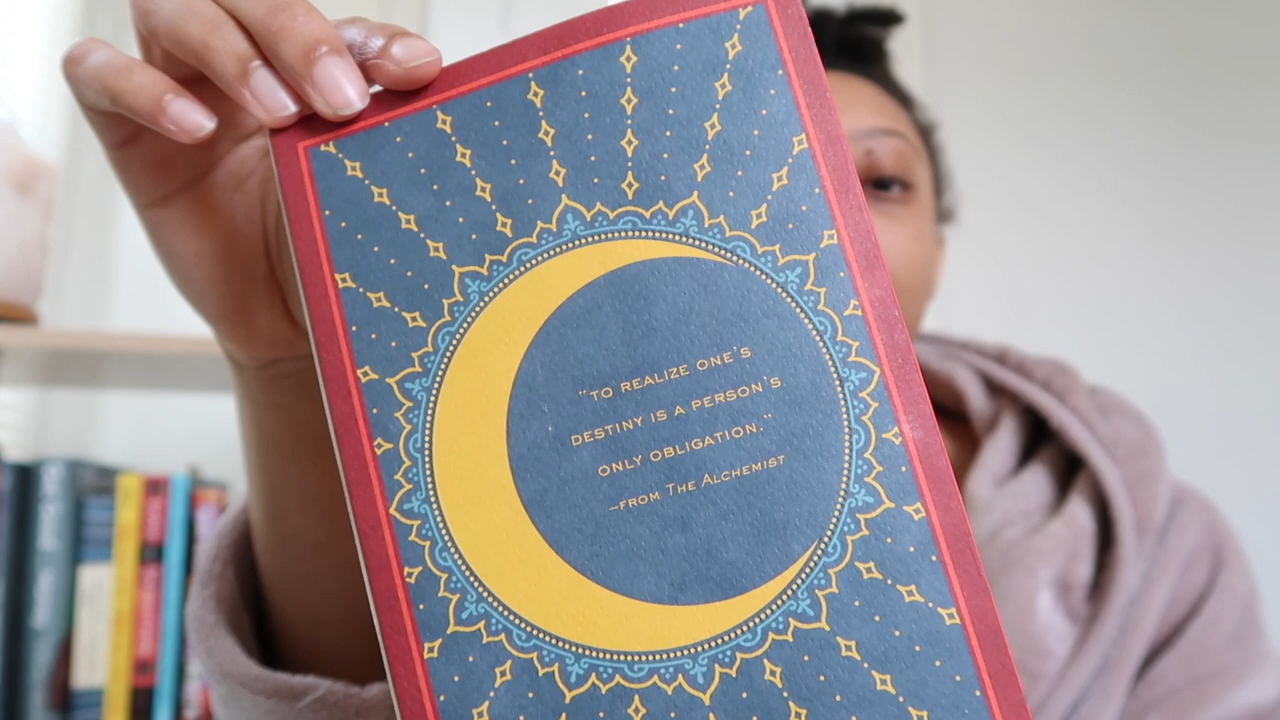 "TO REALIZE ONE'S
DESTINY IS A PERSON'S
ONLY OBLIGATION."
—FROM THE ALCHEMIST